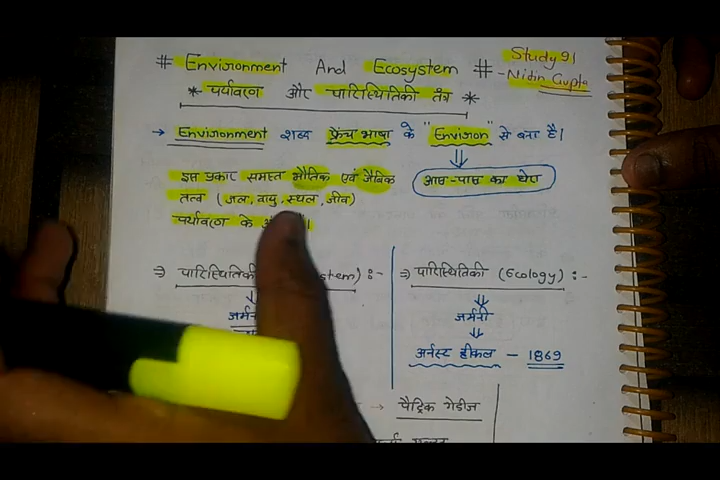 # Environment And Ecosystem #
Study 91
- Nitin Gupta
* पर्यावरण और पारिस्थितिकी तंत्र *
→ Environment शब्द फ्रेंच भाषा के "Environ" से बना है।
आस-पास का घेरा
इस प्रकार समस्त भौतिक एवं जैविक
तत्व (जल, वायु, स्थल, जीव)
पर्यावरण के
⇒ पारिस्थितिकी stem) :-
⇒ पारिस्थितिकी (Ecology) :-
जर्मनी
अर्नेस्ट हीकल - 1869
→ पैट्रिक गेडीज